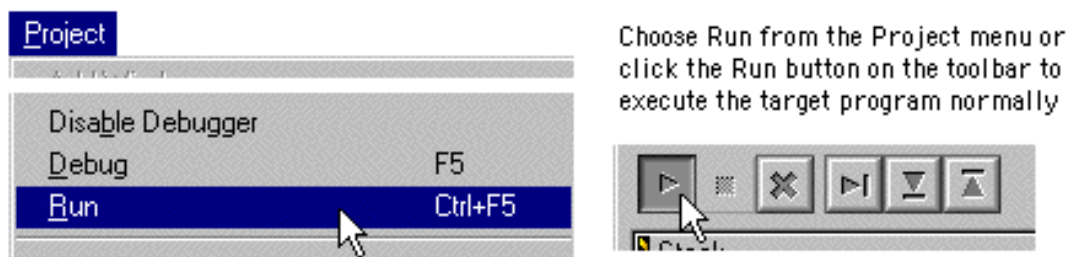 Project
Disable Debugger
Debug F5
Run Ctrl+F5
Choose Run from the Project menu or
click the Run button on the toolbar to
execute the target program normally
Stack